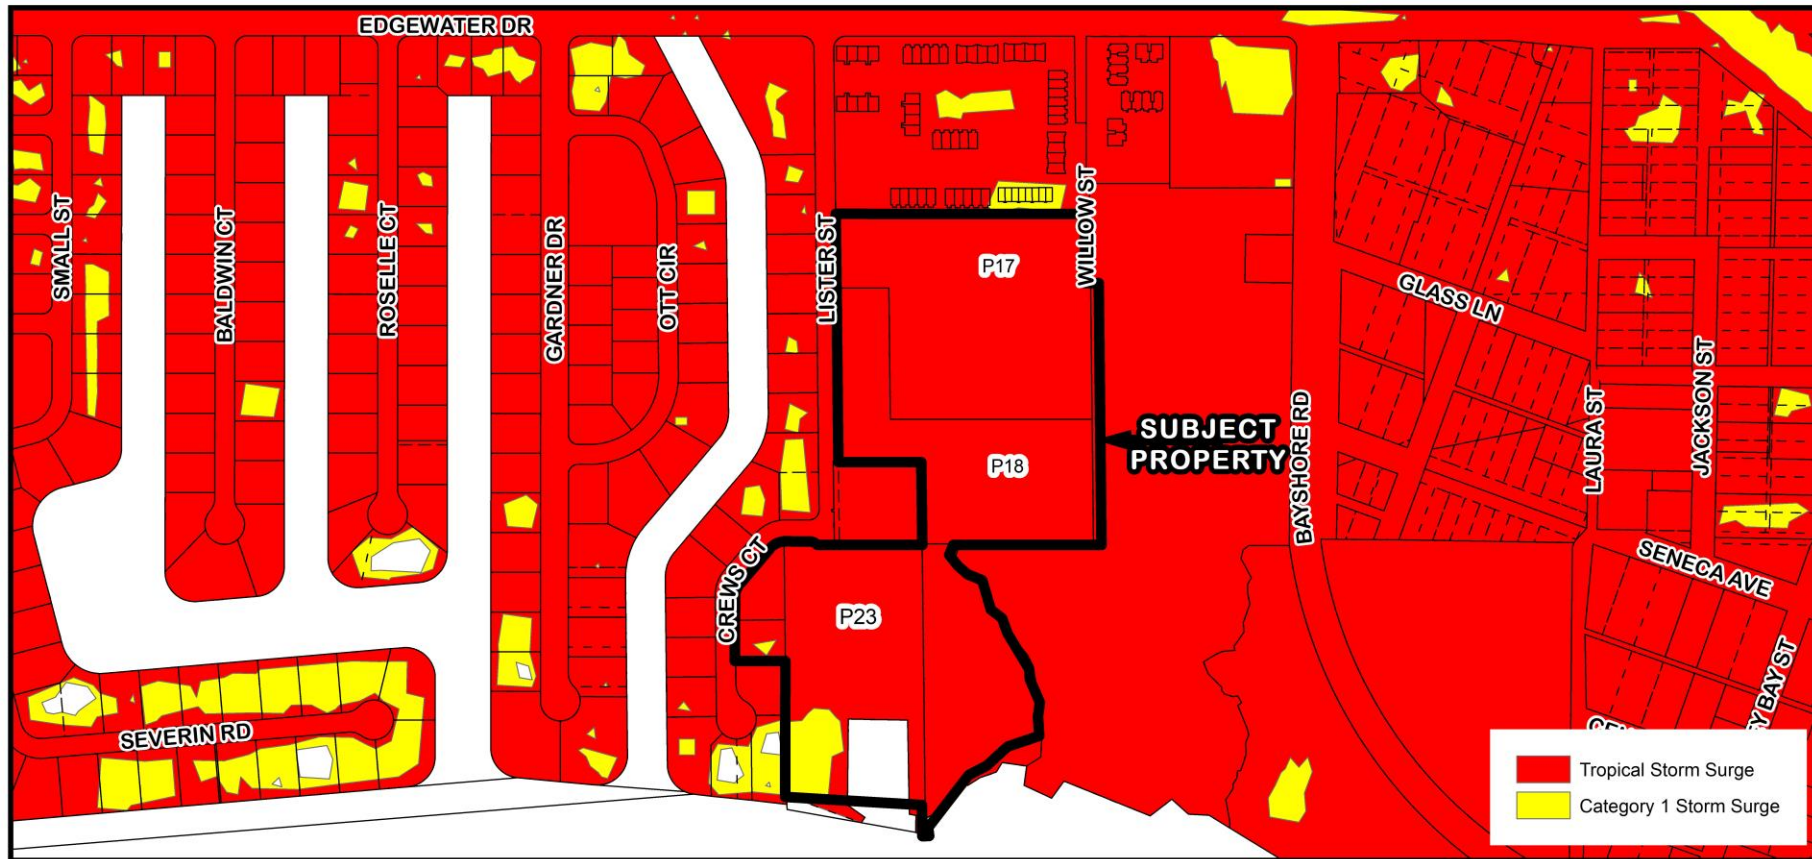 EDGEWATER DR
SMALL ST
BALDWIN CT
ROSELLE CT
GARDNER DR
OTT CIR
LISTER ST
WILLOW ST
P17
GLASS LN
BAYSHORE RD
LAURA ST
JACKSON ST
SUBJECT
PROPERTY
P18
CREWS CT
P23
SENECA AVE
BAY ST
SEVERIN RD
Tropical Storm Surge
Category 1 Storm Surge